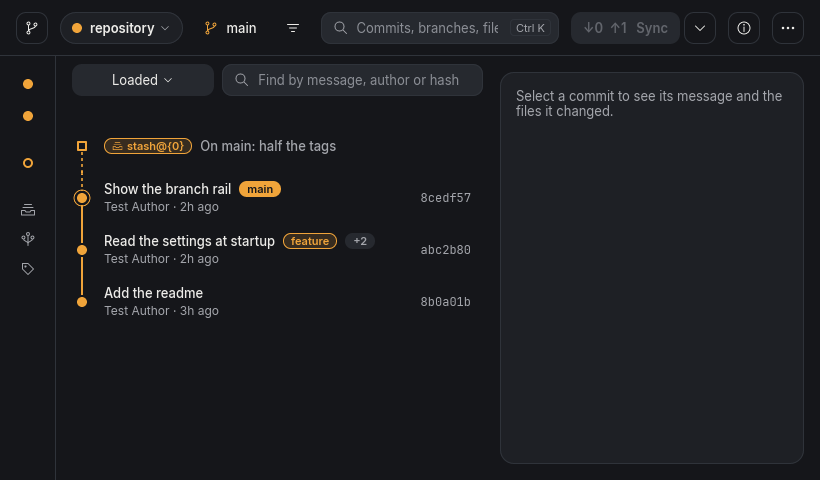 repository
main
Commits, branches, file
Ctrl K
↓0 ↑1 Sync
Loaded
Find by message, author or hash
Select a commit to see its message and the
files it changed.
stash@{0} On main: half the tags
Show the branch rail main
Test Author · 2h ago
8cedf57
Read the settings at startup feature +2
Test Author · 2h ago
abc2b80
Add the readme
Test Author · 3h ago
8b0a01b